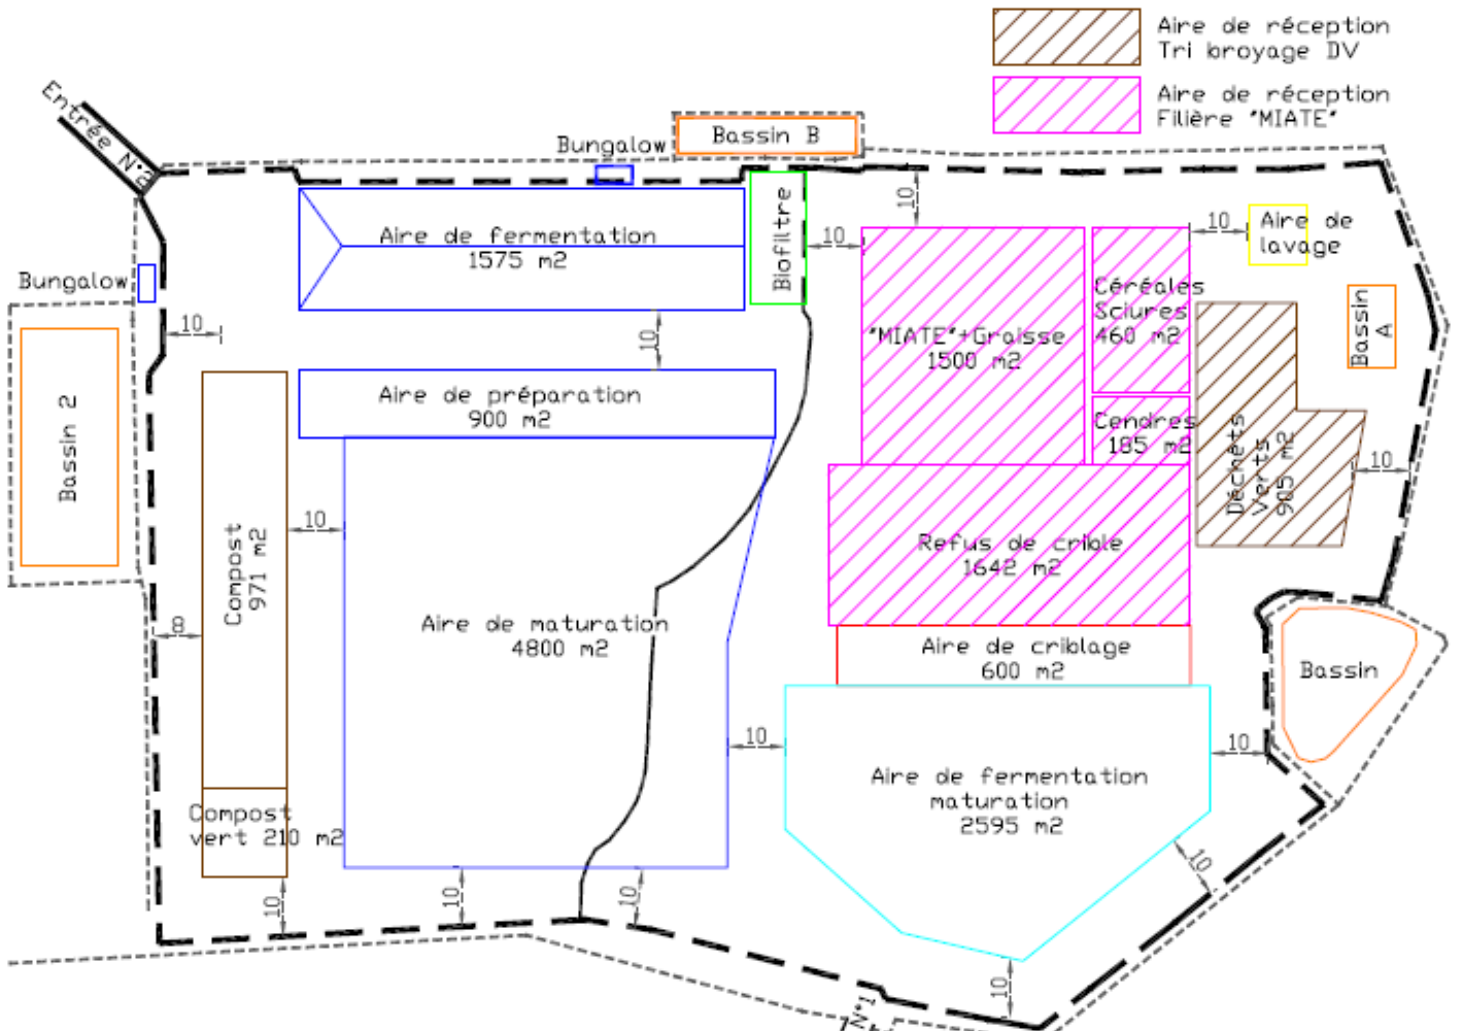 Aire de réception
Tri broyage DV
Aire de réception
Filière "MIATE"
Entrée N°2
Bungalow
Bassin B
10
Biofiltre
10
10
Aire de
lavage
Aire de fermentation
1575 m2
Bungalow
10
10
Céréales
Sciures
460 m2
"MIATE"+Graisse
1500 m2
Bassin
A
Aire de préparation
900 m2
Bassin 2
Cendres
185 m2
Déchets
Verts
905 m2
10
10
Compost
971 m2
Refus de crible
1642 m2
8
Aire de maturation
4800 m2
Aire de criblage
600 m2
Bassin
10
10
Aire de fermentation
maturation
2595 m2
Compost
vert 210 m2
10
10
10
10
10
N°1